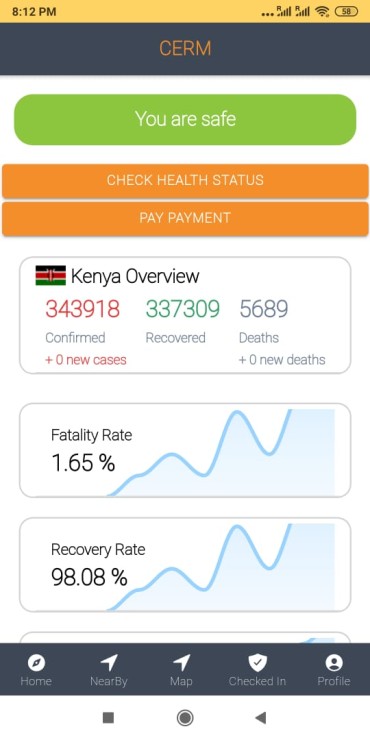 8:12 PM
R R 58
CERM
You are safe
CHECK HEALTH STATUS
PAY PAYMENT
Kenya Overview
343918 337309 5689
Confirmed Recovered Deaths
+ 0 new cases + 0 new deaths
Fatality Rate
1.65 %
Recovery Rate
98.08 %
Home NearBy Map Checked In Profile